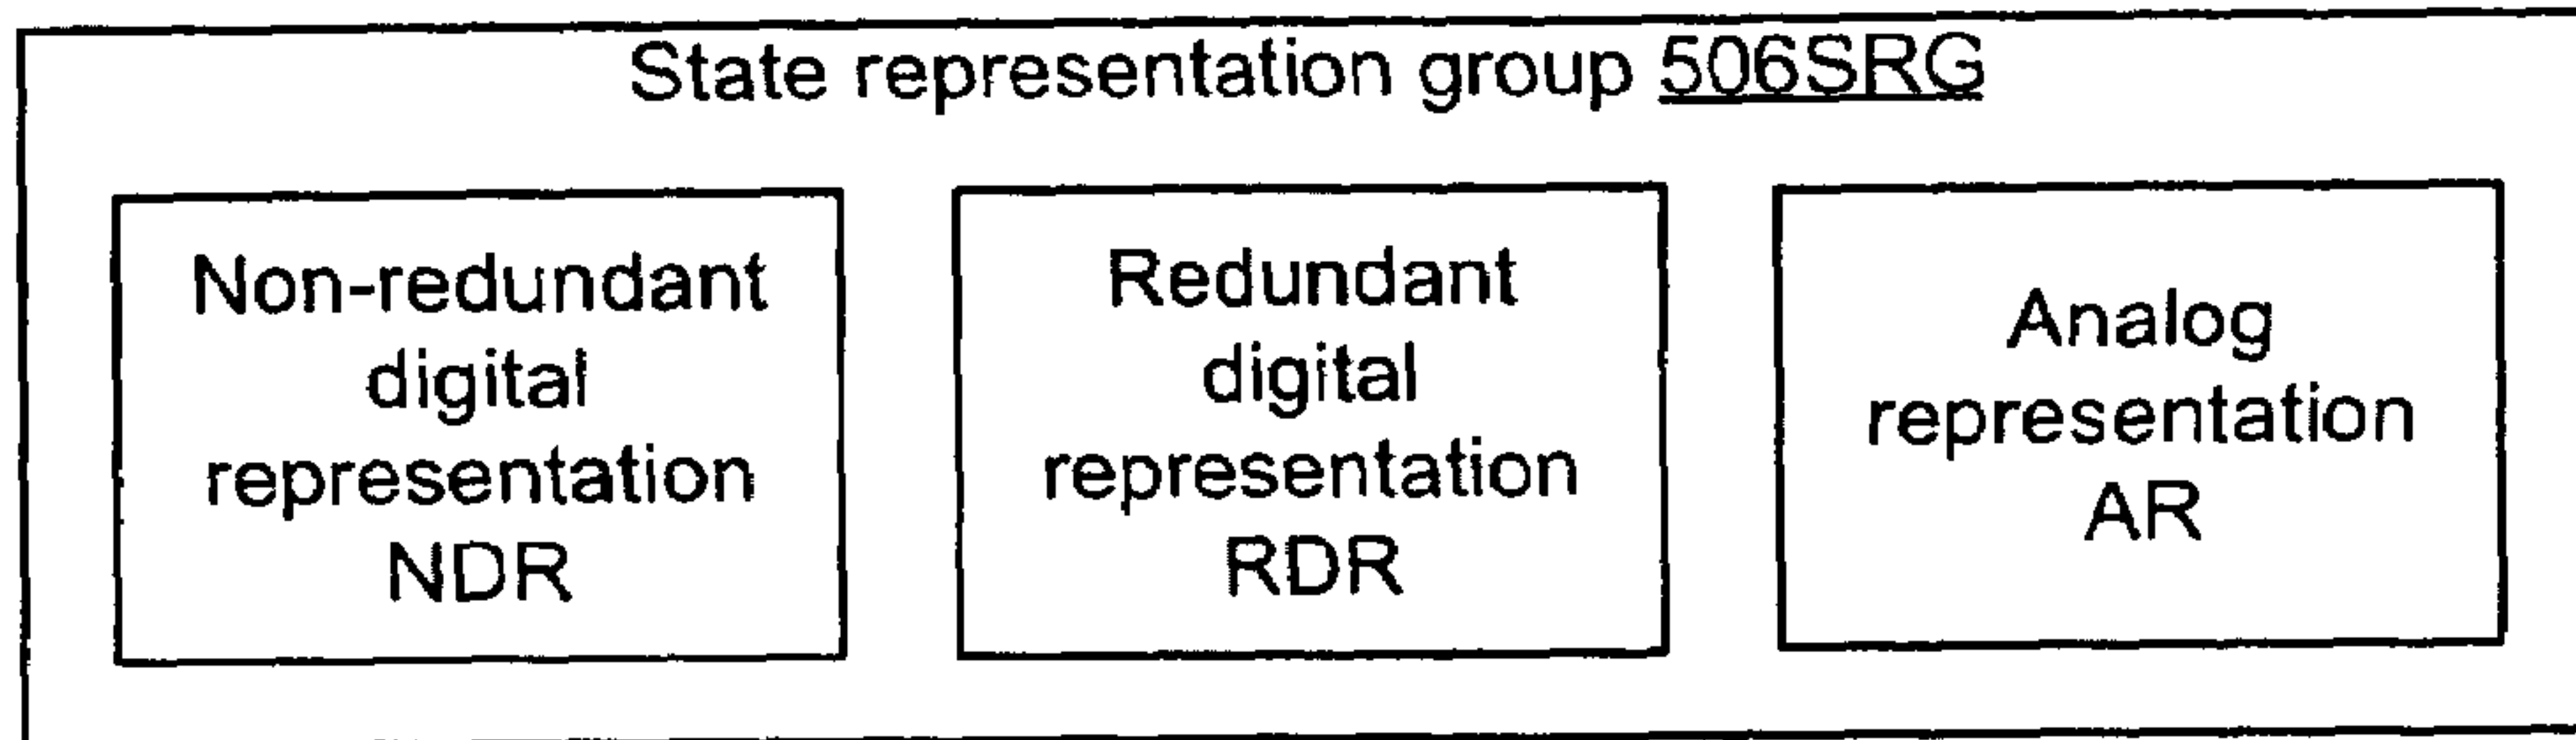 State representation group 506SRG
Non-redundant
digital
representation
NDR
Redundant
digital
representation
RDR
Analog
representation
AR